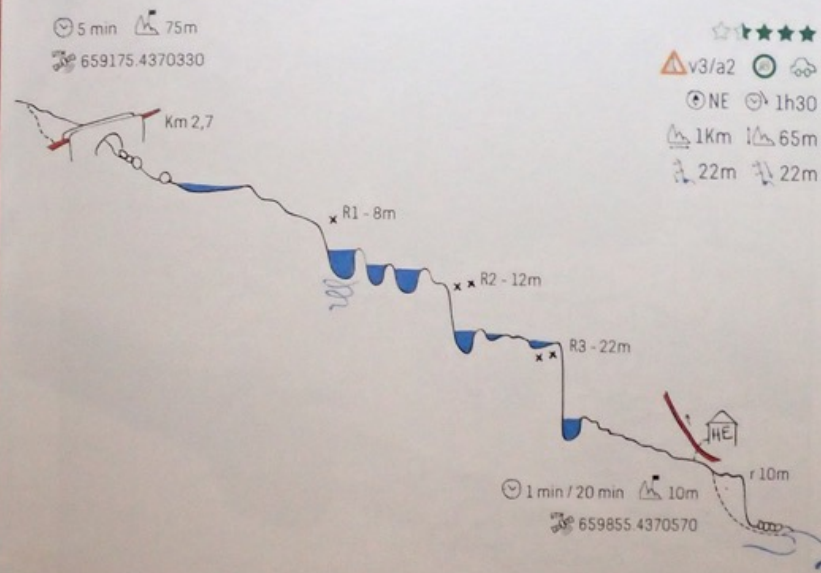 5 min 75m
659175.4370330
Km 2,7
v3/a2
NE 1h30
1Km 65m
22m 22m
R1 - 8m
R2 - 12m
R3 - 22m
HE
r 10m
1 min / 20 min 10m
659855.4370570